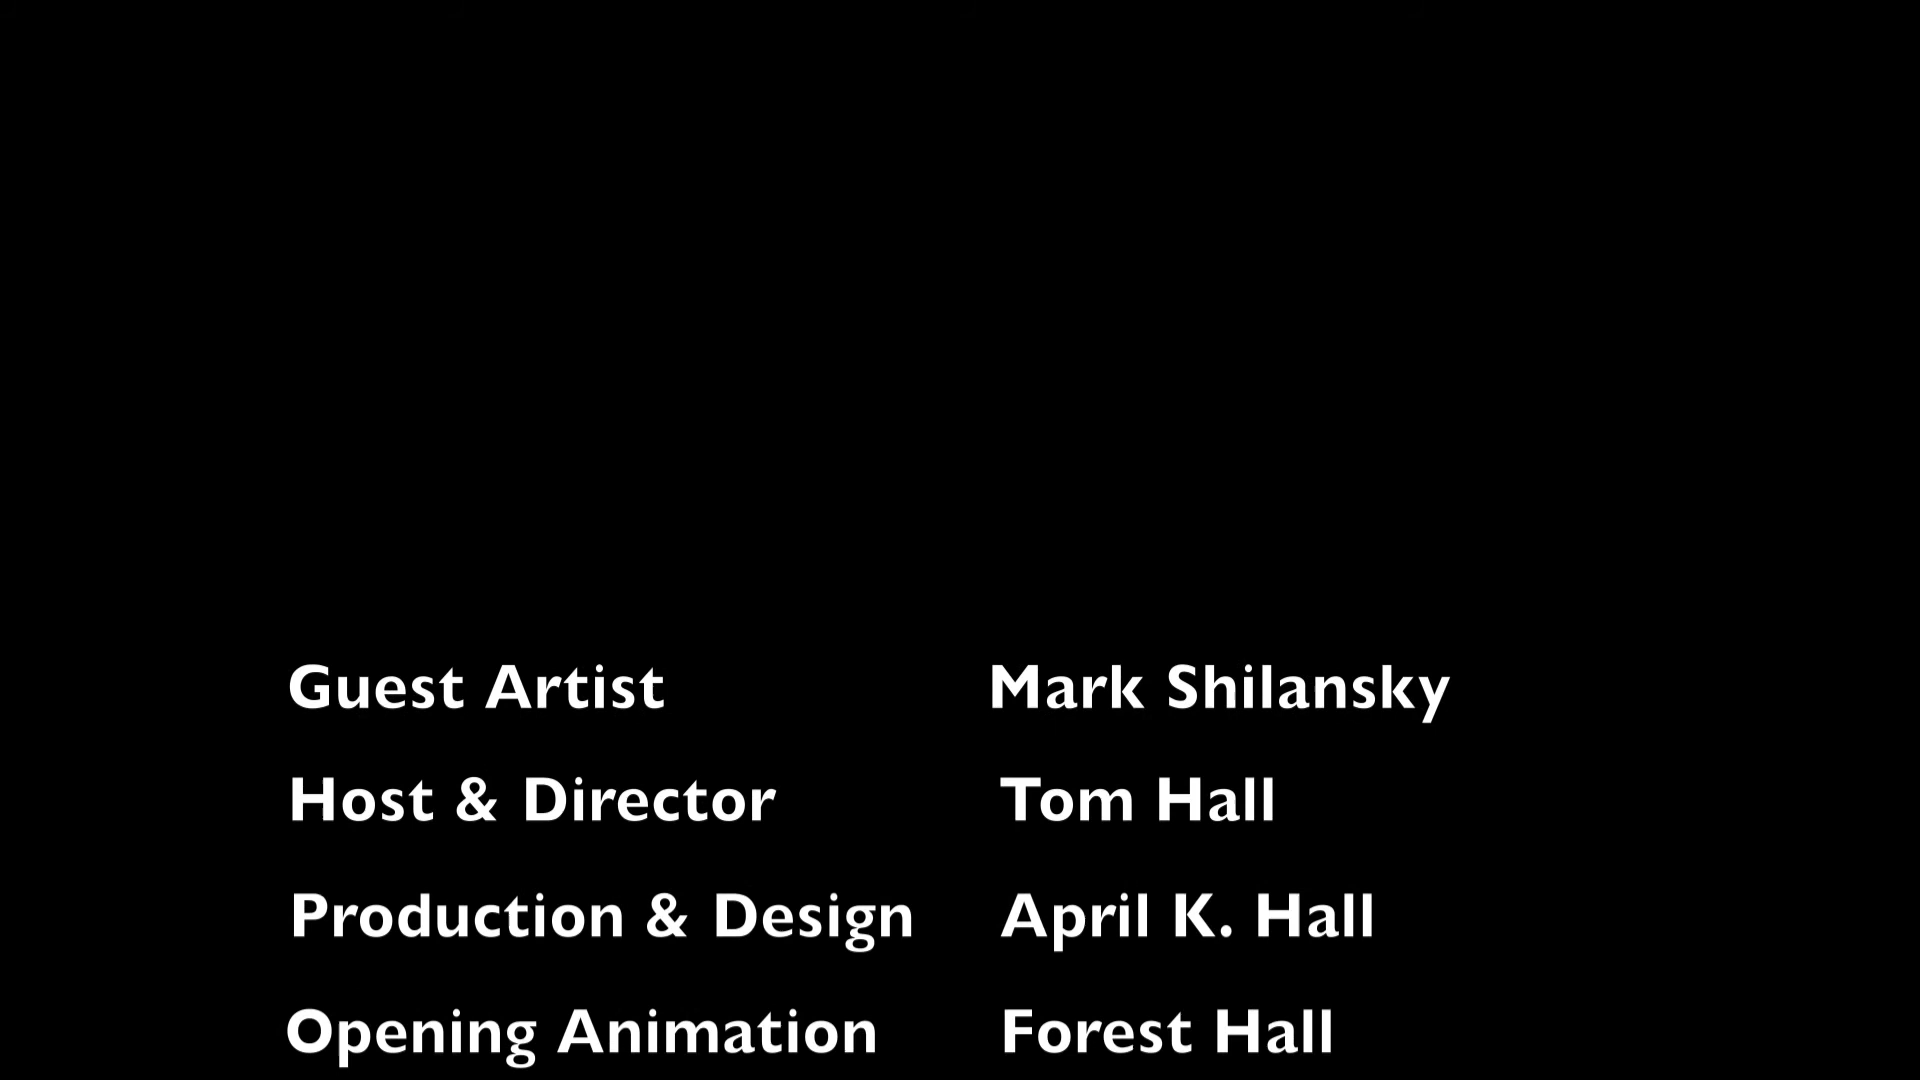 Guest Artist Mark Shilansky
Host & Director Tom Hall
Production & Design April K. Hall
Opening Animation Forest Hall